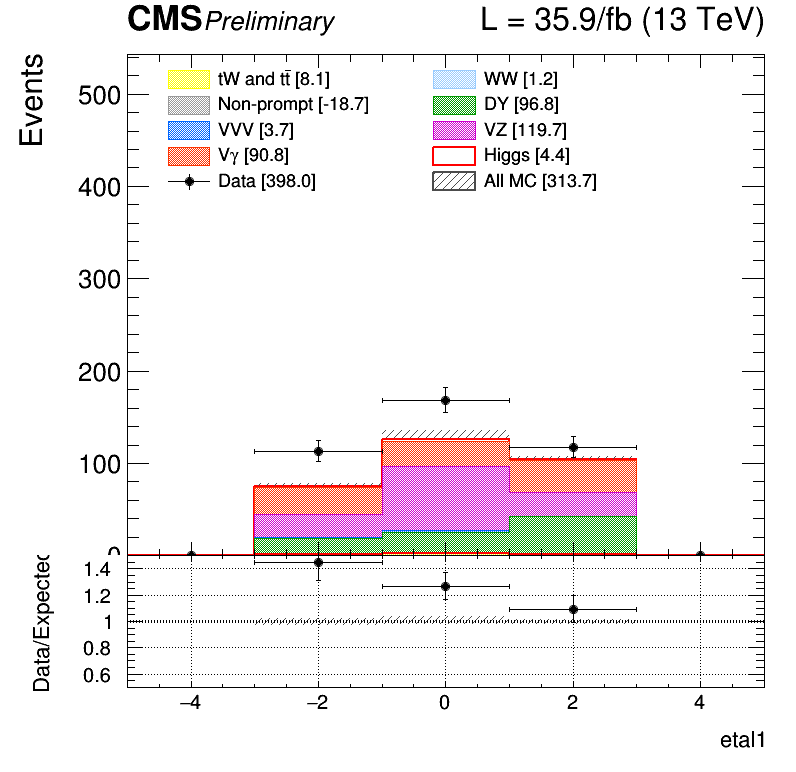 CMS Preliminary L = 35.9/fb (13 TeV)
Events
tW and tt̄ [8.1] WW [1.2]
Non-prompt [-18.7] DY [96.8]
VVV [3.7] VZ [119.7]
Vγ [90.8] Higgs [4.4]
Data [398.0] All MC [313.7]
500
400
300
200
100
0
Data/Expected
1.4
1.2
1
0.8
0.6
−4 −2 0 2 4
etal1